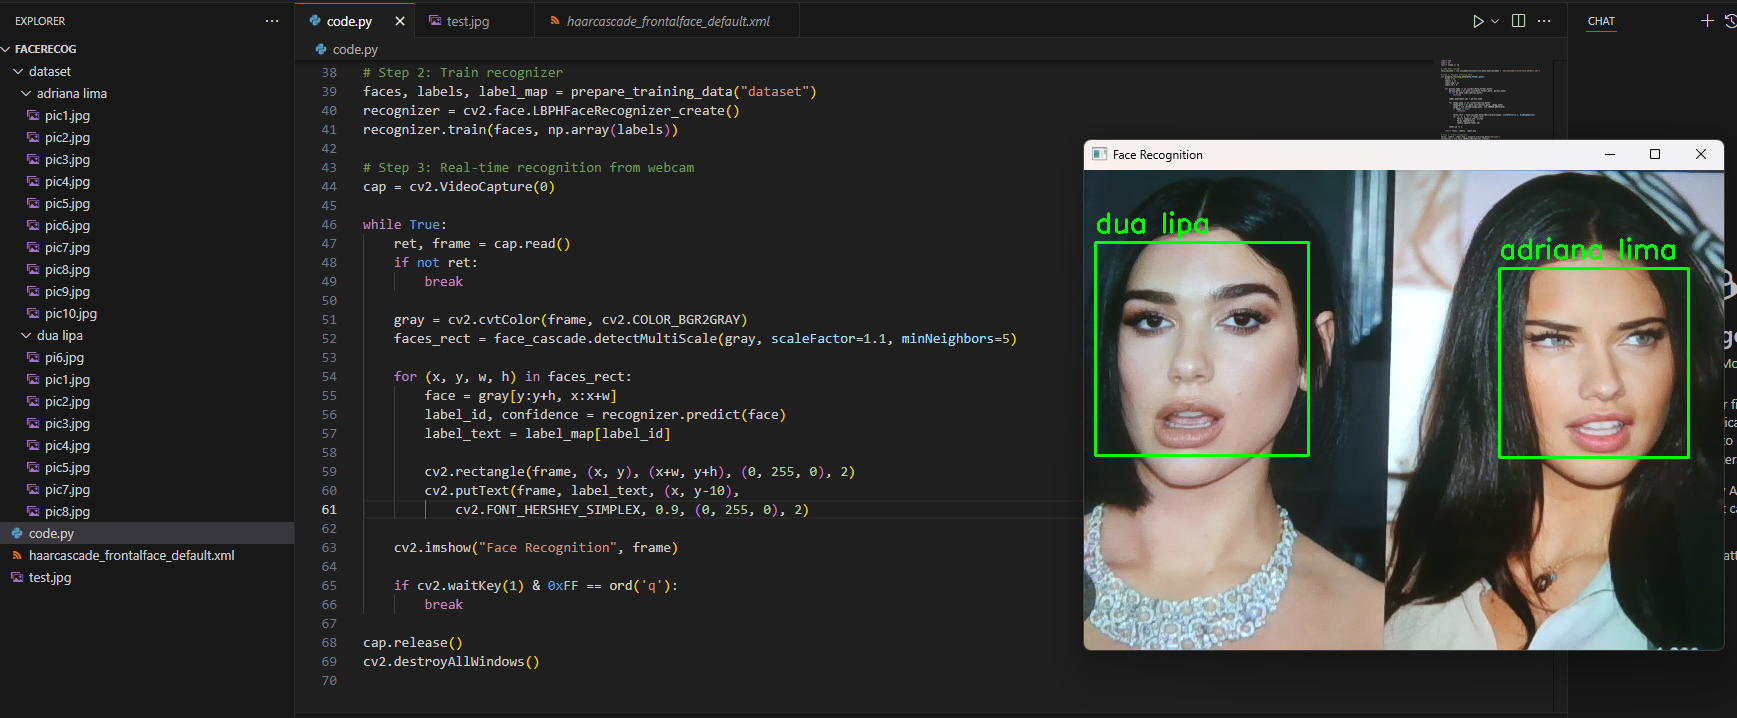 EXPLORER
FACERECOG
dataset
adriana lima
pic1.jpg
pic2.jpg
pic3.jpg
pic4.jpg
pic5.jpg
pic6.jpg
pic7.jpg
pic8.jpg
pic9.jpg
pic10.jpg
dua lipa
pi6.jpg
pic1.jpg
pic2.jpg
pic3.jpg
pic4.jpg
pic5.jpg
pic7.jpg
pic8.jpg
code.py
haarcascade_frontalface_default.xml
test.jpg
code.py
test.jpg
haarcascade_frontalface_default.xml
code.py
38 # Step 2: Train recognizer
39 faces, labels, label_map = prepare_training_data("dataset")
40 recognizer = cv2.face.LBPHFaceRecognizer_create()
41 recognizer.train(faces, np.array(labels))
42
43 # Step 3: Real-time recognition from webcam
44 cap = cv2.VideoCapture(0)
45
46 while True:
47 ret, frame = cap.read()
48 if not ret:
49 break
50
51 gray = cv2.cvtColor(frame, cv2.COLOR_BGR2GRAY)
52 faces_rect = face_cascade.detectMultiScale(gray, scaleFactor=1.1, minNeighbors=5)
53
54 for (x, y, w, h) in faces_rect:
55 face = gray[y:y+h, x:x+w]
56 label_id, confidence = recognizer.predict(face)
57 label_text = label_map[label_id]
58
59 cv2.rectangle(frame, (x, y), (x+w, y+h), (0, 255, 0), 2)
60 cv2.putText(frame, label_text, (x, y-10),
61 cv2.FONT_HERSHEY_SIMPLEX, 0.9, (0, 255, 0), 2)
62
63 cv2.imshow("Face Recognition", frame)
64
65 if cv2.waitKey(1) & 0xFF == ord('q'):
66 break
67
68 cap.release()
69 cv2.destroyAllWindows()
70
CHAT
Face Recognition
dua lipa
adriana lima